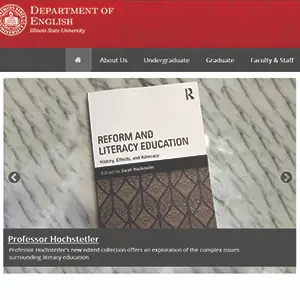 DEPARTMENT OF
ENGLISH
Illinois State University
About Us Undergraduate Graduate Faculty & Staff
R
REFORM AND
LITERACY EDUCATION
History, Effects, and Advocacy
Edited by Sarah Hochstetler
Professor Hochstetler
Professor Hochstetler's new edited collection offers an exploration of the complex issues
surrounding literacy education.